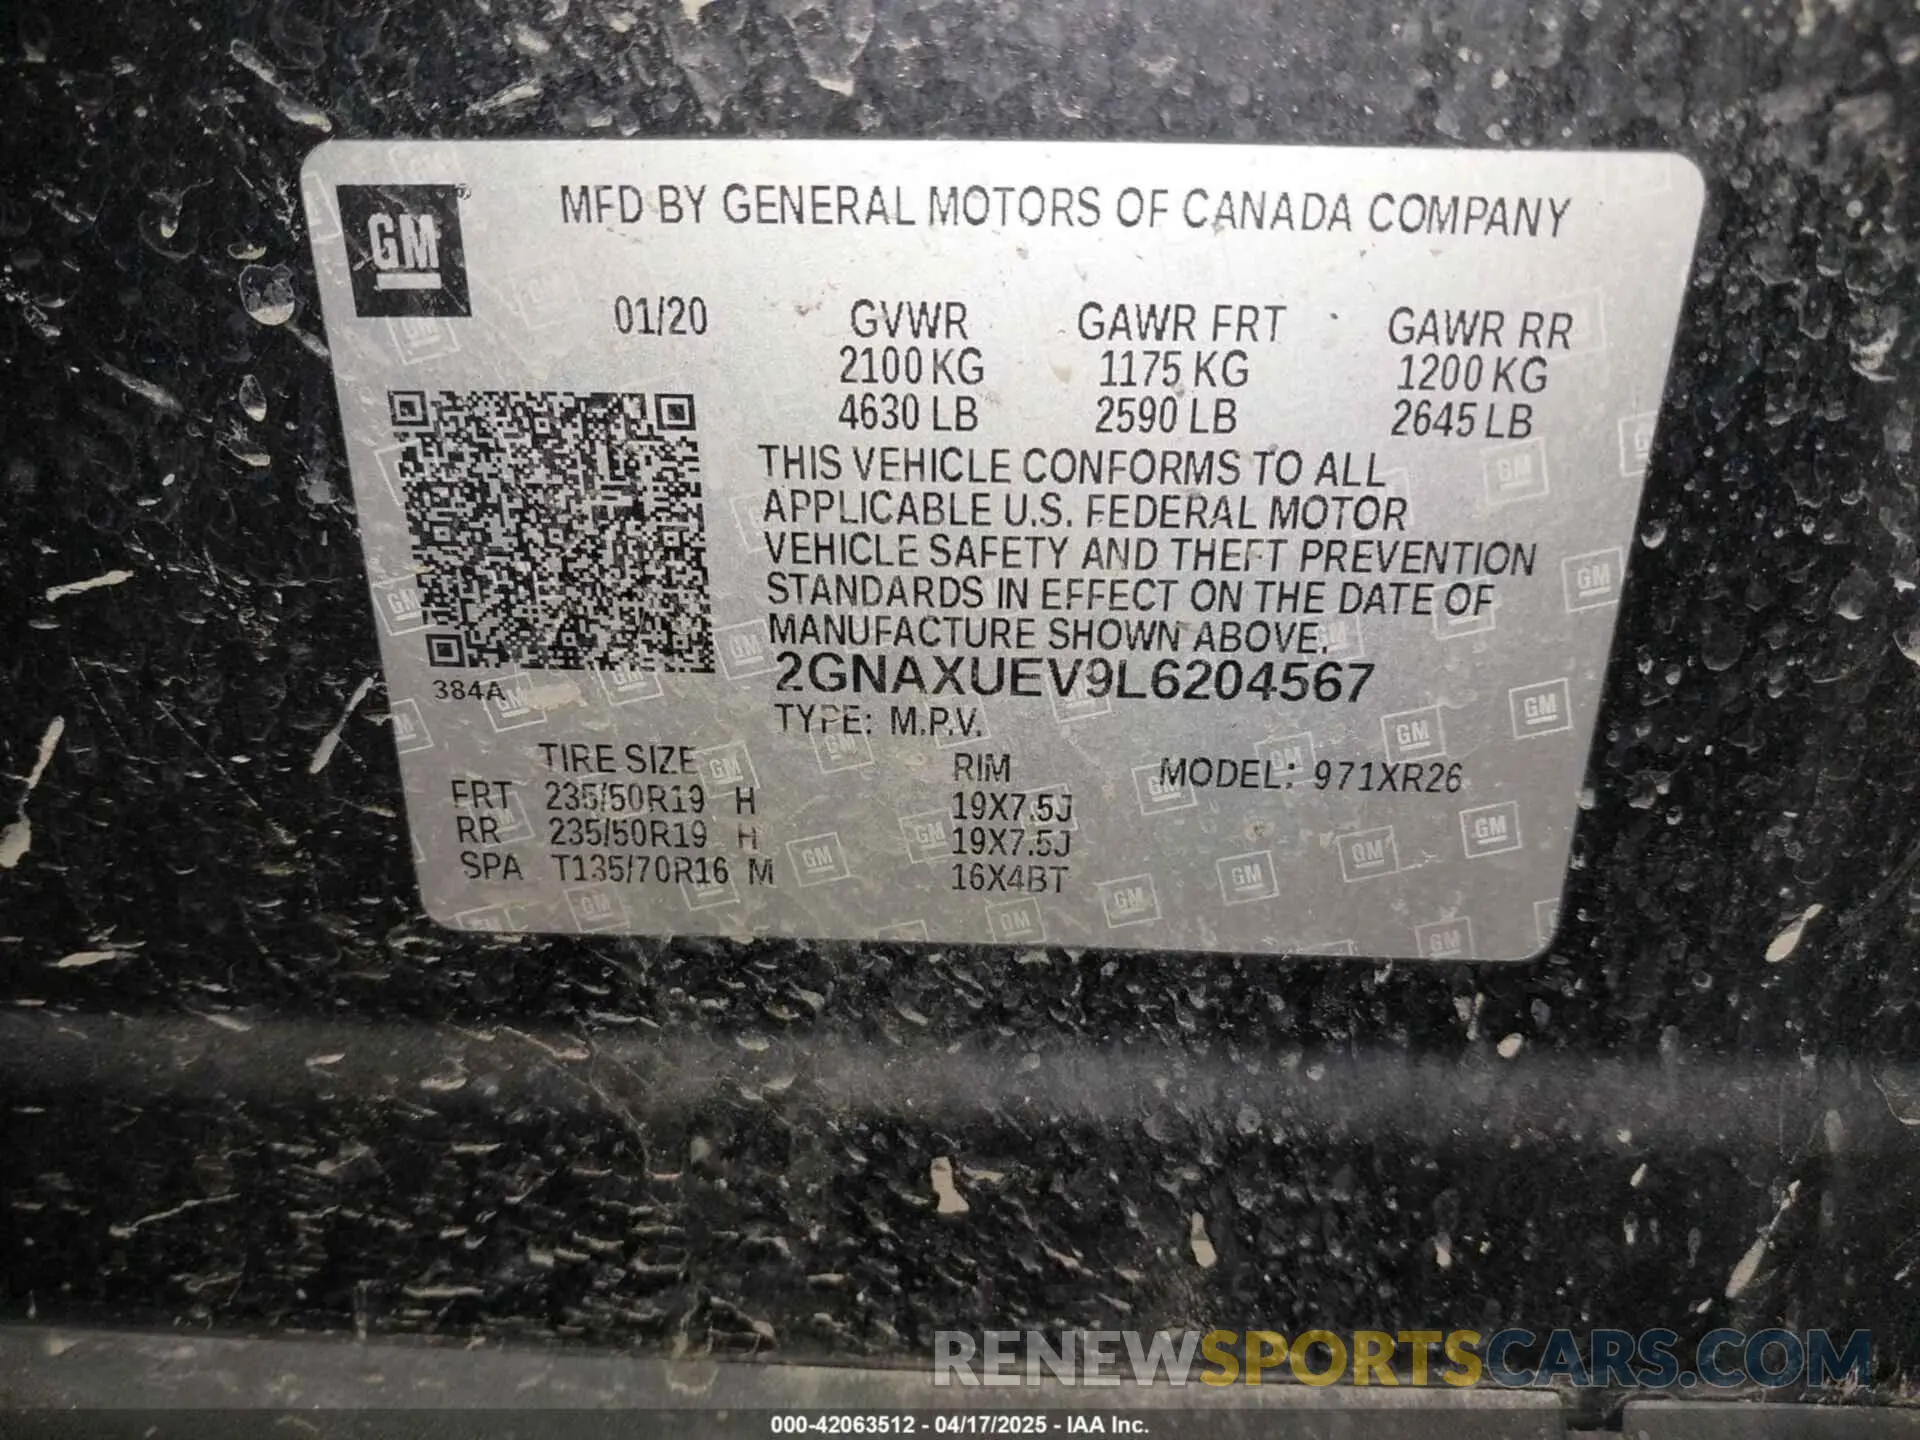 GM
MFD BY GENERAL MOTORS OF CANADA COMPANY
01/20 GVWR GAWR FRT GAWR RR
2100 KG 1175 KG 1200 KG
4630 LB 2590 LB 2645 LB
THIS VEHICLE CONFORMS TO ALL
APPLICABLE U.S. FEDERAL MOTOR
VEHICLE SAFETY AND THEFT PREVENTION
STANDARDS IN EFFECT ON THE DATE OF
MANUFACTURE SHOWN ABOVE.
2GNAXUEV9L6204567
384A
TYPE: M.P.V.
TIRE SIZE RIM MODEL: 971XR26
FRT 235/50R19 H 19X7.5J
RR 235/50R19 H 19X7.5J
SPA T135/70R16 M 16X4BT
RENEWSPORTSCARS.COM
000-42063512 - 04/17/2025 - IAA Inc.